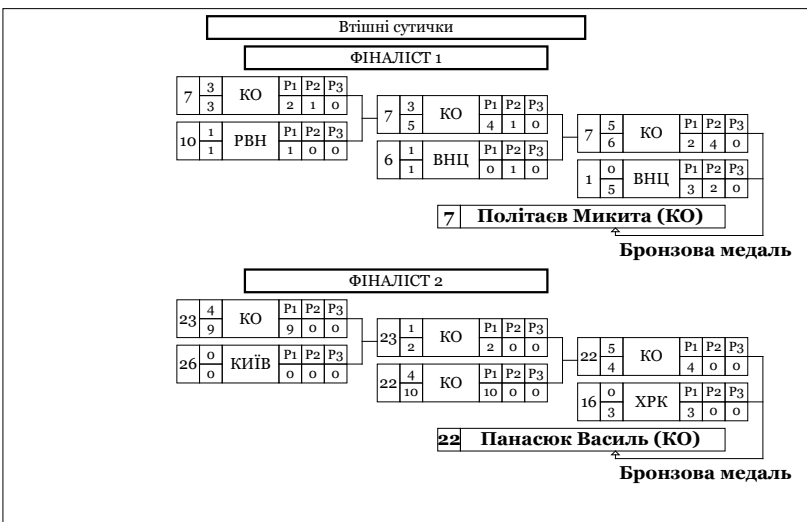 Втішні сутички
ФІНАЛІСТ 1
7 3 КО P1 P2 P3
3 2 1 0
10 1 РВН P1 P2 P3
1 1 0 0
7 3 КО P1 P2 P3
5 4 1 0
6 1 ВНЦ P1 P2 P3
1 0 1 0
7 5 КО P1 P2 P3
6 2 4 0
1 0 ВНЦ P1 P2 P3
5 3 2 0
7 Політаєв Микита (КО)
Бронзова медаль
ФІНАЛІСТ 2
23 4 КО P1 P2 P3
9 9 0 0
26 0 КИЇВ P1 P2 P3
0 0 0 0
23 1 КО P1 P2 P3
2 2 0 0
22 4 КО P1 P2 P3
10 10 0 0
22 5 КО P1 P2 P3
4 4 0 0
16 0 ХРК P1 P2 P3
3 3 0 0
22 Панасюк Василь (КО)
Бронзова медаль